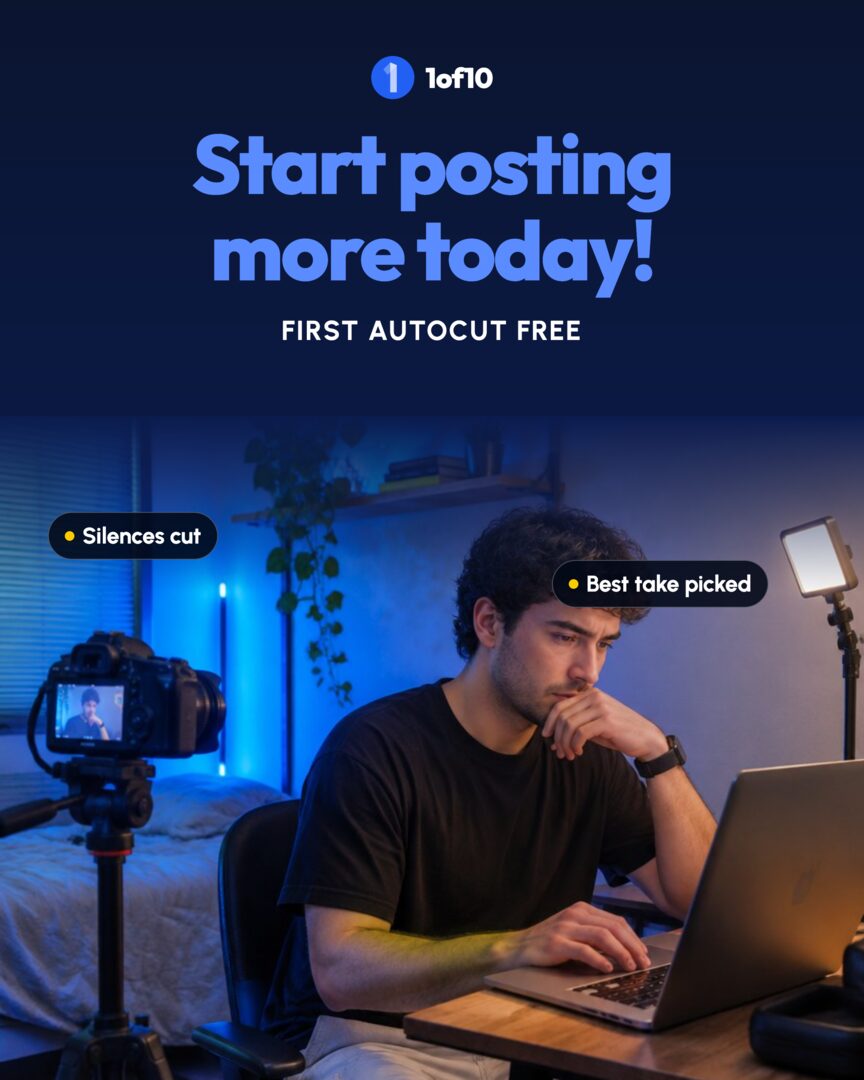 1of10
Start posting
more today!
FIRST AUTOCUT FREE
Silences cut
Best take picked